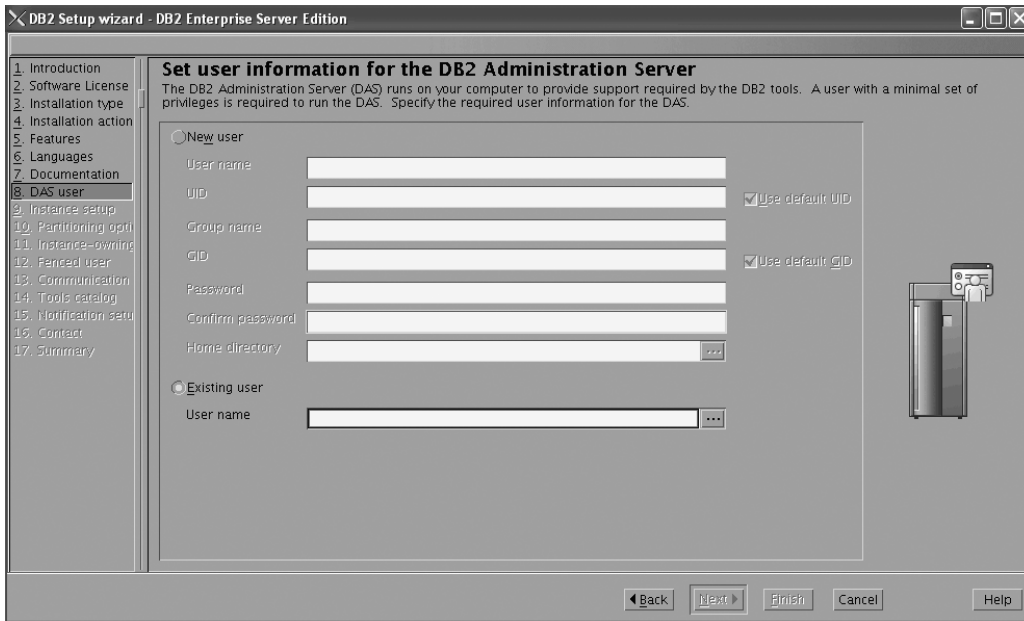 DB2 Setup wizard - DB2 Enterprise Server Edition
1. Introduction
2. Software License
3. Installation type
4. Installation action
5. Features
6. Languages
7. Documentation
8. DAS user
9. Instance setup
10. Partitioning opti
11. Instance-owning
12. Fenced user
13. Communication
14. Tools catalog
15. Notification setu
16. Contact
17. Summary
Set user information for the DB2 Administration Server
The DB2 Administration Server (DAS) runs on your computer to provide support required by the DB2 tools. A user with a minimal set of
privileges is required to run the DAS. Specify the required user information for the DAS.
New user
User name
UID
Use default UID
Group name
GID
Use default GID
Password
Confirm password
Home directory
...
Existing user
User name
...
Back
Next
Finish
Cancel
Help